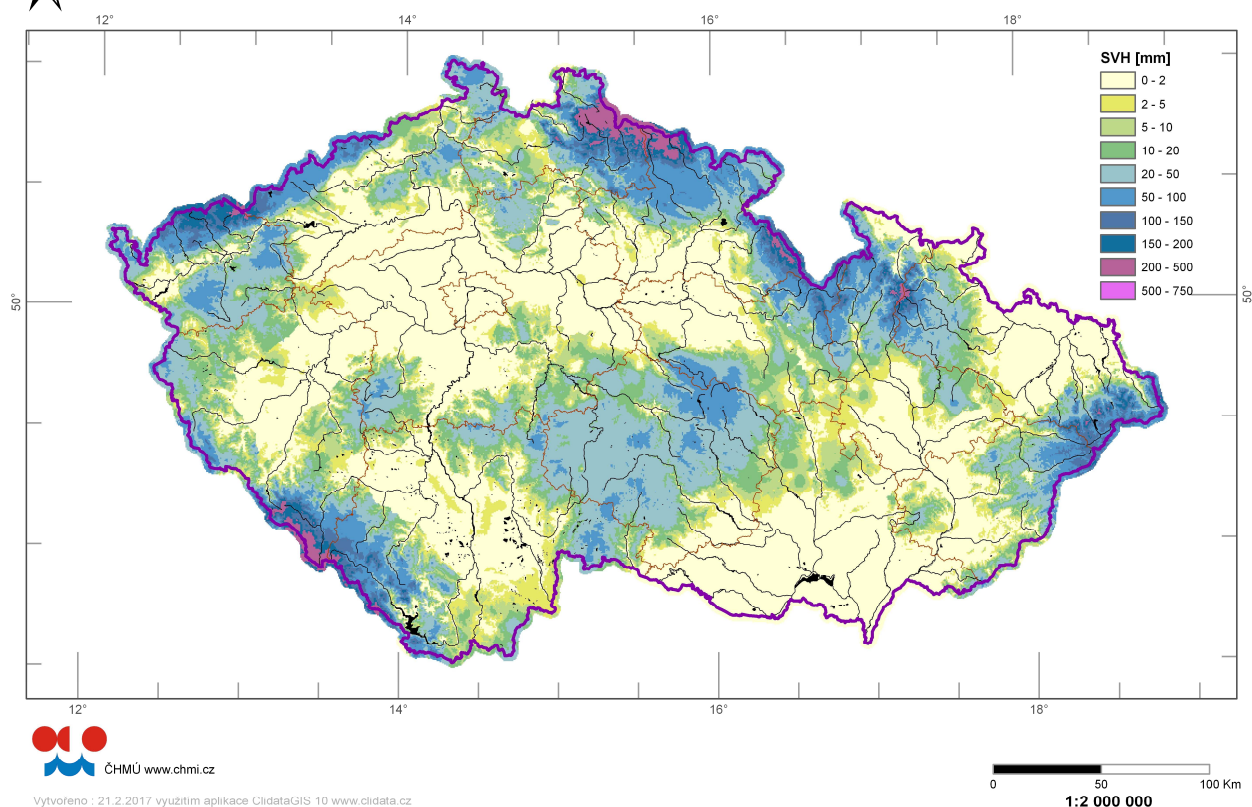 12° 14° 16° 18°
SVH [mm]
0 - 2
2 - 5
5 - 10
10 - 20
20 - 50
50 - 100
100 - 150
150 - 200
200 - 500
500 - 750
50° 50°
12° 14° 16° 18°
ČHMÚ www.chmi.cz
0 50 100 Km
1:2 000 000
Vytvořeno : 21.2.2017 využitím aplikace ClidataGIS 10 www.clidata.cz